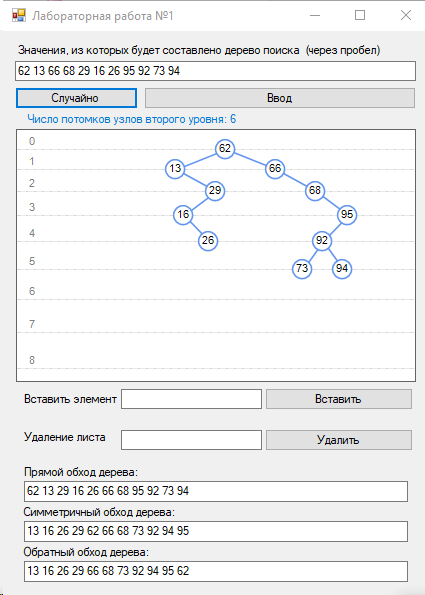 Лабораторная работа №1
Значения, из которых будет составлено дерево поиска (через пробел)
62 13 66 68 29 16 26 95 92 73 94
Случайно Ввод
Число потомков узлов второго уровня: 6
0 62
1 13 66
2 29 68
3 16 95
4 26 92
5 73 94
6
7
8
Вставить элемент Вставить
Удаление листа Удалить
Прямой обход дерева:
62 13 29 16 26 66 68 95 92 73 94
Симметричный обход дерева:
13 16 26 29 62 66 68 73 92 94 95
Обратный обход дерева:
13 16 26 29 66 68 73 92 94 95 62